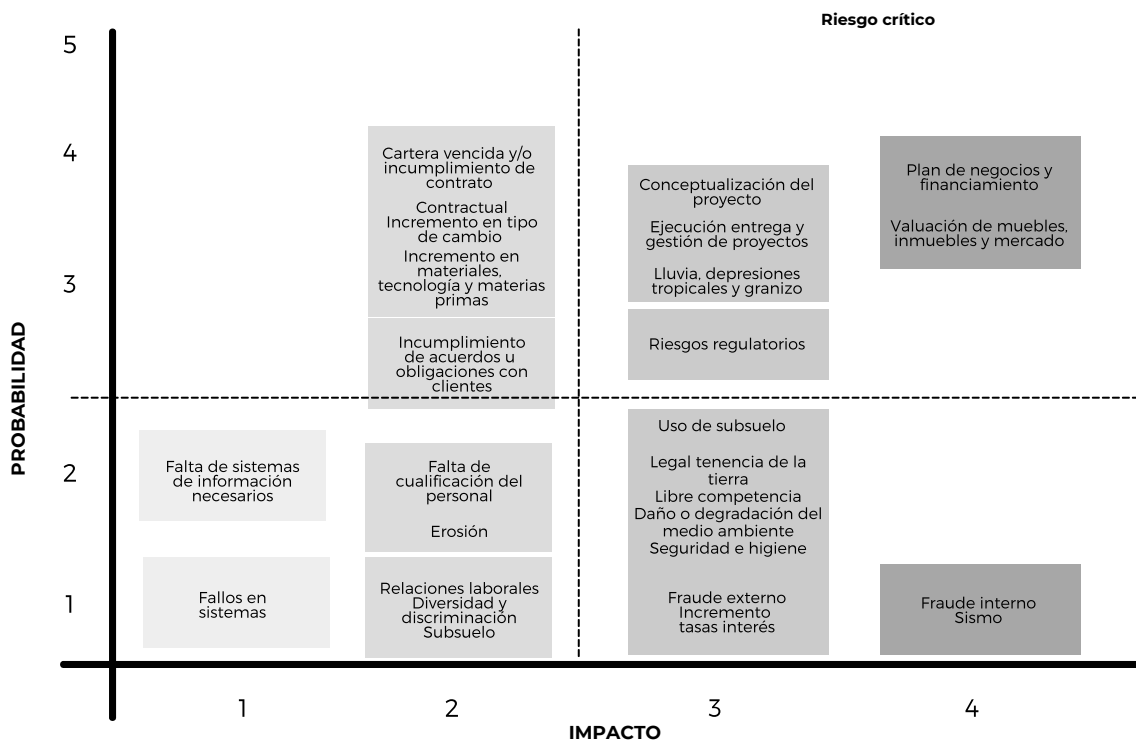 Riesgo crítico
5
4
3
2
1
PROBABILIDAD
Cartera vencida y/o
incumplimiento de
contrato
Contractual
Incremento en tipo
de cambio
Incremento en
materiales,
tecnología y materias
primas
Incumplimiento
de acuerdos u
obligaciones con
clientes
Conceptualización del
proyecto
Ejecución entrega y
gestión de proyectos
Lluvia, depresiones
tropicales y granizo
Riesgos regulatorios
Plan de negocios y
financiamiento
Valuación de muebles,
inmuebles y mercado
Falta de sistemas
de información
necesarios
Fallos en
sistemas
Falta de
cualificación del
personal
Erosión
Relaciones laborales
Diversidad y
discriminación
Subsuelo
Uso de subsuelo
Legal tenencia de la
tierra
Libre competencia
Daño o degradación del
medio ambiente
Seguridad e higiene
Fraude externo
Incremento
tasas interés
Fraude interno
Sismo
1
2
3
4
IMPACTO